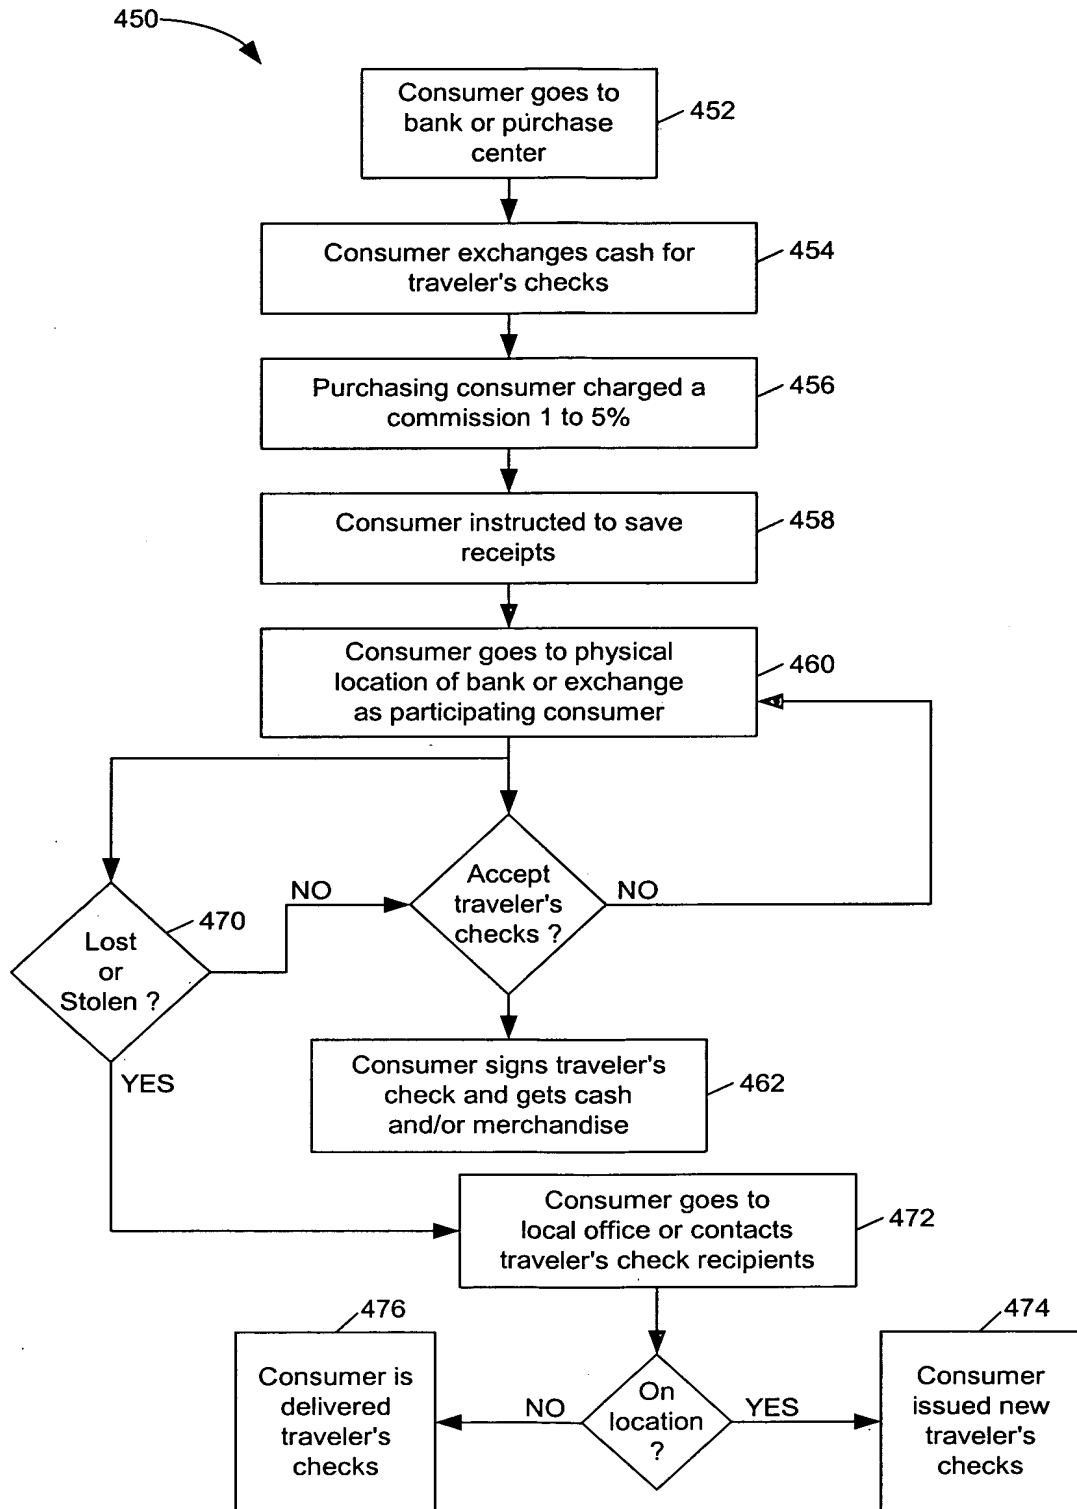 450
Consumer goes to
bank or purchase
center
452
Consumer exchanges cash for
traveler's checks
454
Purchasing consumer charged a
commission 1 to 5%
456
Consumer instructed to save
receipts
458
Consumer goes to physical
location of bank or exchange
as participating consumer
460
Accept
traveler's
checks ?
NO
NO
470
Lost
or
Stolen ?
YES
Consumer signs traveler's
check and gets cash
and/or merchandise
462
Consumer goes to
local office or contacts
traveler's check recipients
472
476
474
Consumer is
delivered
traveler's
checks
NO
On
location
?
YES
Consumer
issued new
traveler's
checks